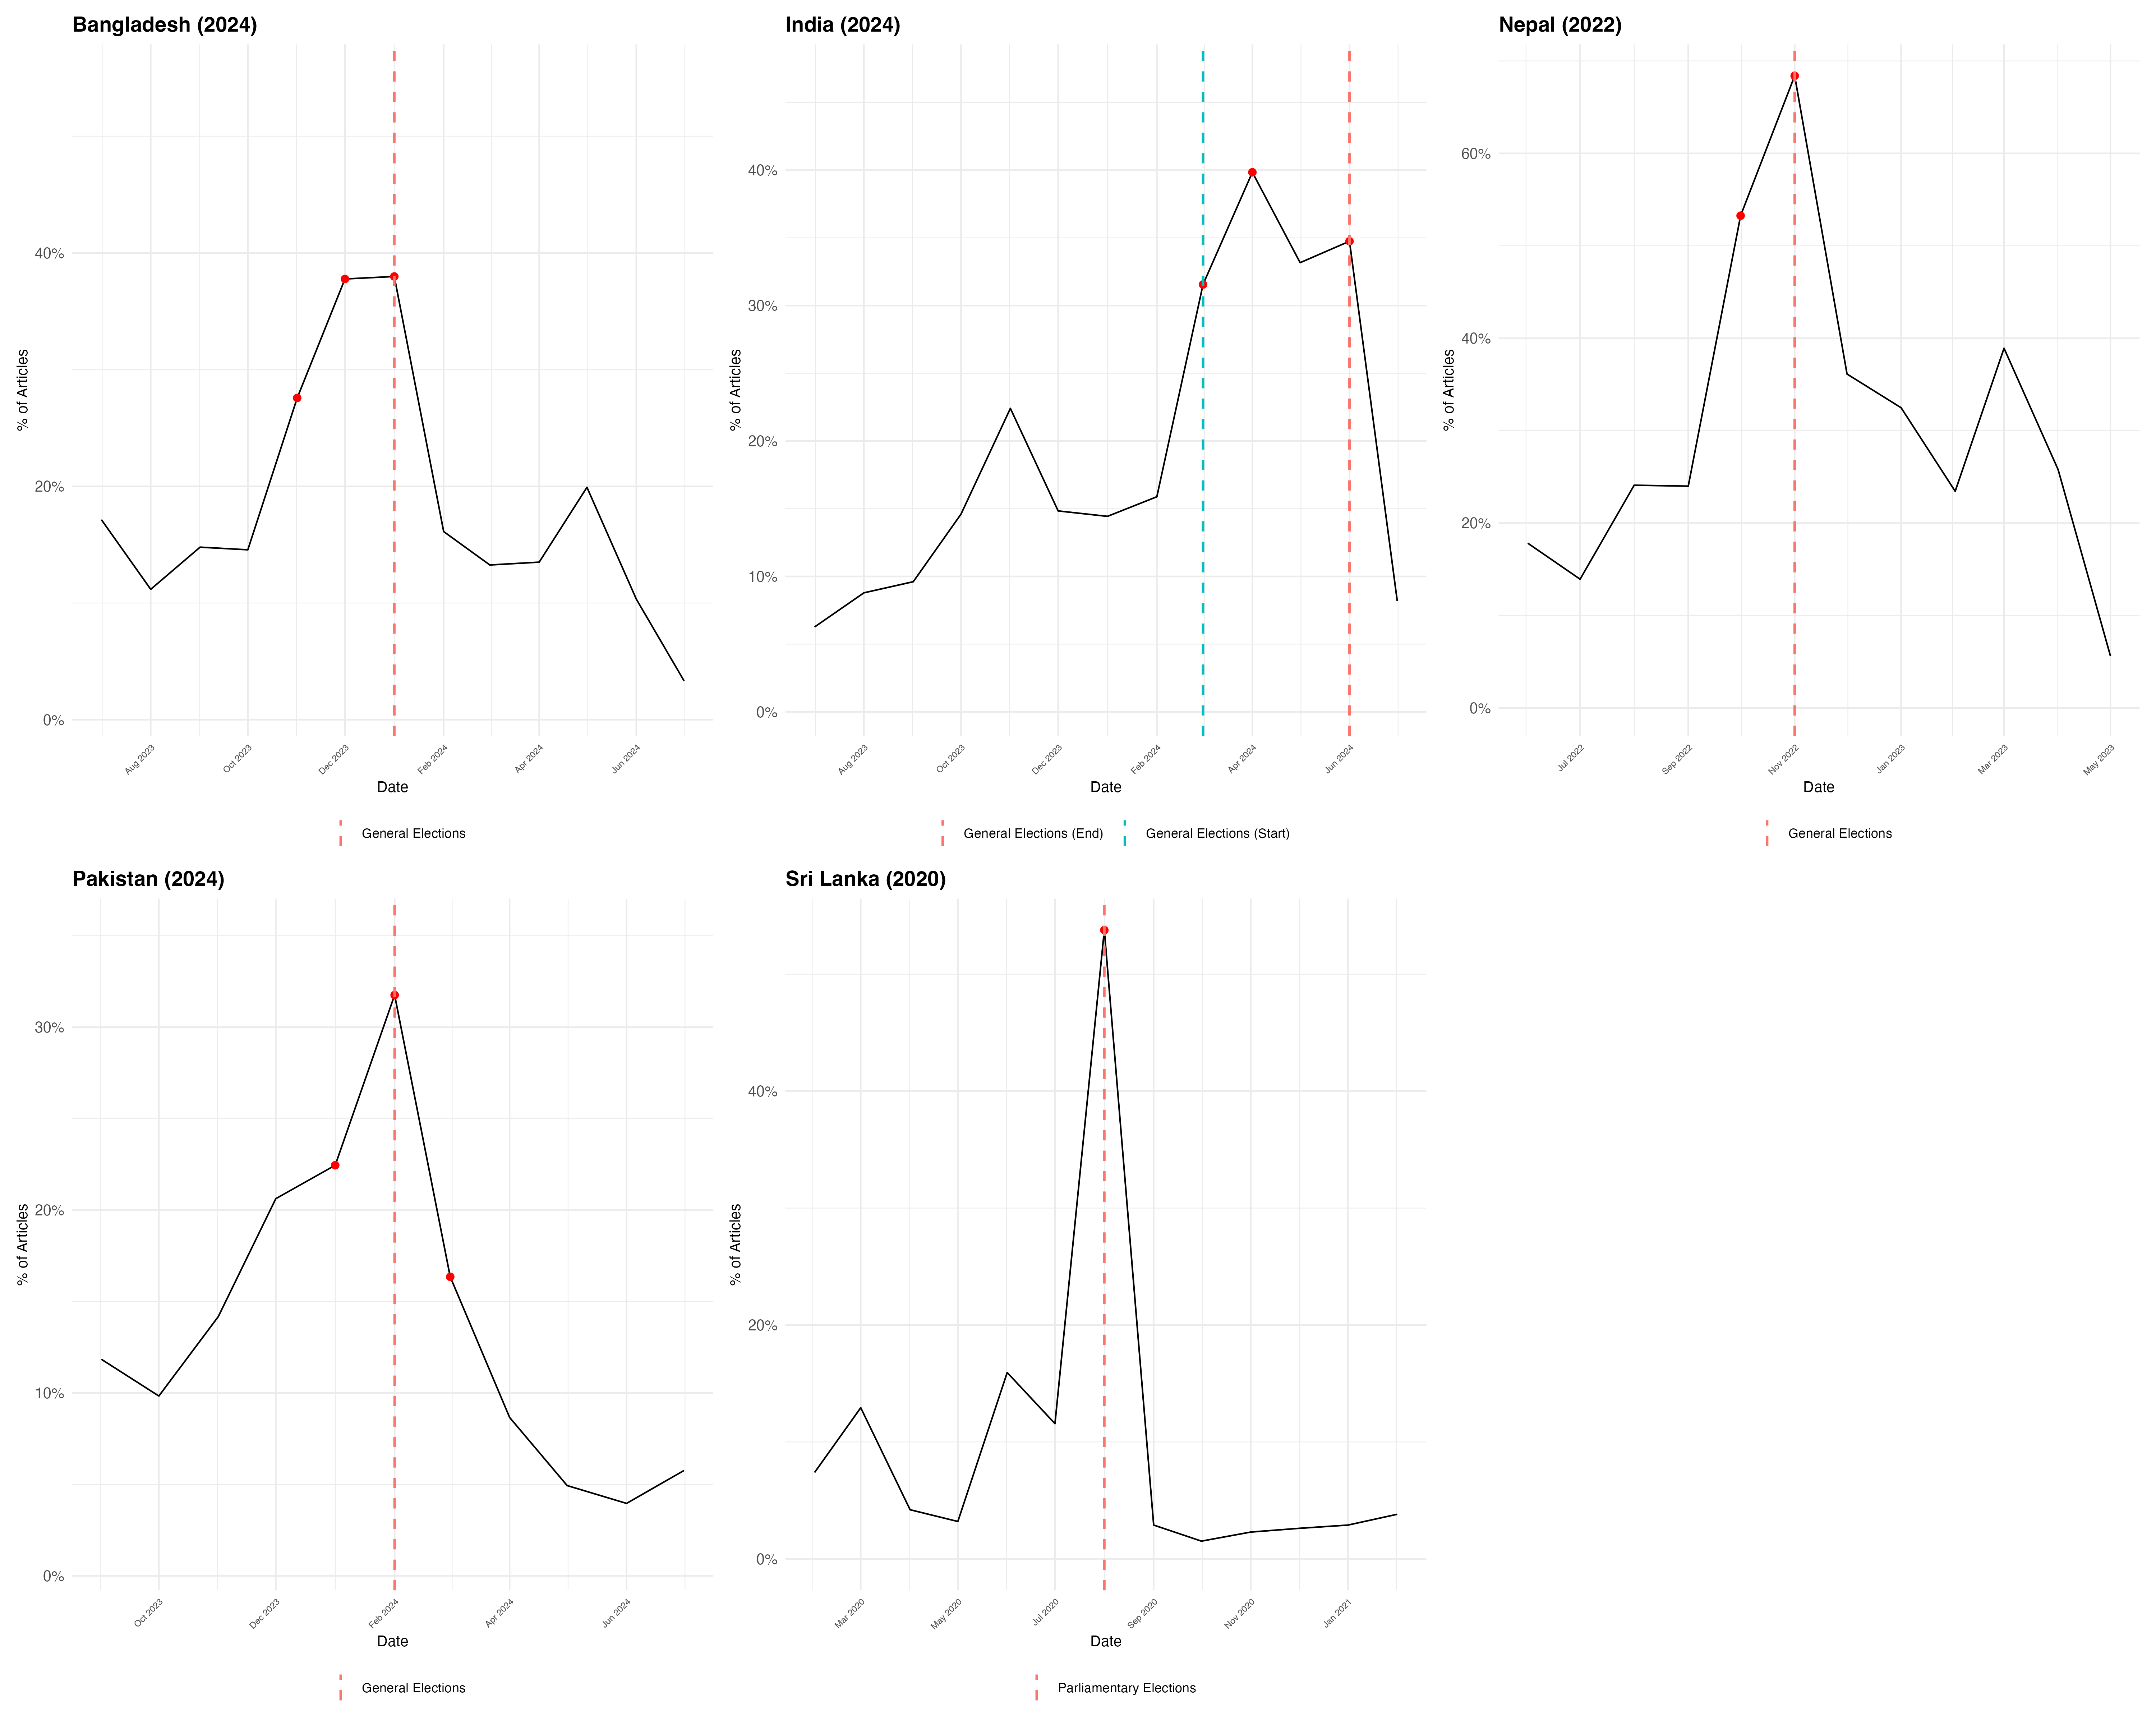 Bangladesh (2024)
% of Articles
40%
20%
0%
Aug 2023
Oct 2023
Dec 2023
Feb 2024
Apr 2024
Jun 2024
Date
General Elections
India (2024)
% of Articles
40%
30%
20%
10%
0%
Aug 2023
Oct 2023
Dec 2023
Feb 2024
Apr 2024
Jun 2024
Date
General Elections (End)
General Elections (Start)
Nepal (2022)
% of Articles
60%
40%
20%
0%
Jul 2022
Sep 2022
Nov 2022
Jan 2023
Mar 2023
May 2023
Date
General Elections
Pakistan (2024)
% of Articles
30%
20%
10%
0%
Oct 2023
Dec 2023
Feb 2024
Apr 2024
Jun 2024
Date
General Elections
Sri Lanka (2020)
% of Articles
40%
20%
0%
Mar 2020
May 2020
Jul 2020
Sep 2020
Nov 2020
Jan 2021
Date
Parliamentary Elections